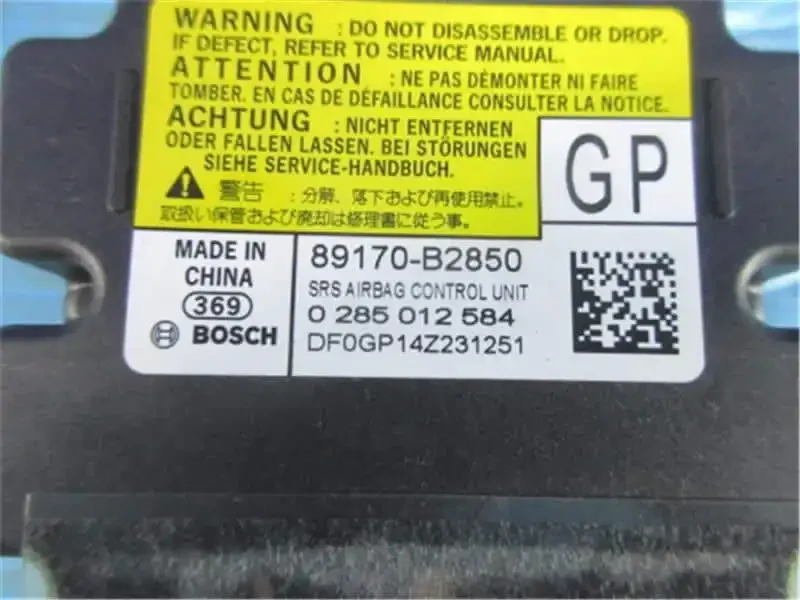 WARNING : DO NOT DISASSEMBLE OR DROP.
IF DEFECT, REFER TO SERVICE MANUAL.
ATTENTION : NE PAS DÉMONTER NI FAIRE
TOMBER. EN CAS DE DÉFAILLANCE CONSULTER LA NOTICE.
ACHTUNG : NICHT ENTFERNEN
ODER FALLEN LASSEN. BEI STÖRUNGEN
SIEHE SERVICE-HANDBUCH.
警告 : 分解、落下および再使用禁止。
取扱い保管および廃却は修理書に従う事。
GP
MADE IN
CHINA
369
BOSCH
89170-B2850
SRS AIRBAG CONTROL UNIT
0 285 012 584
DF0GP14Z231251